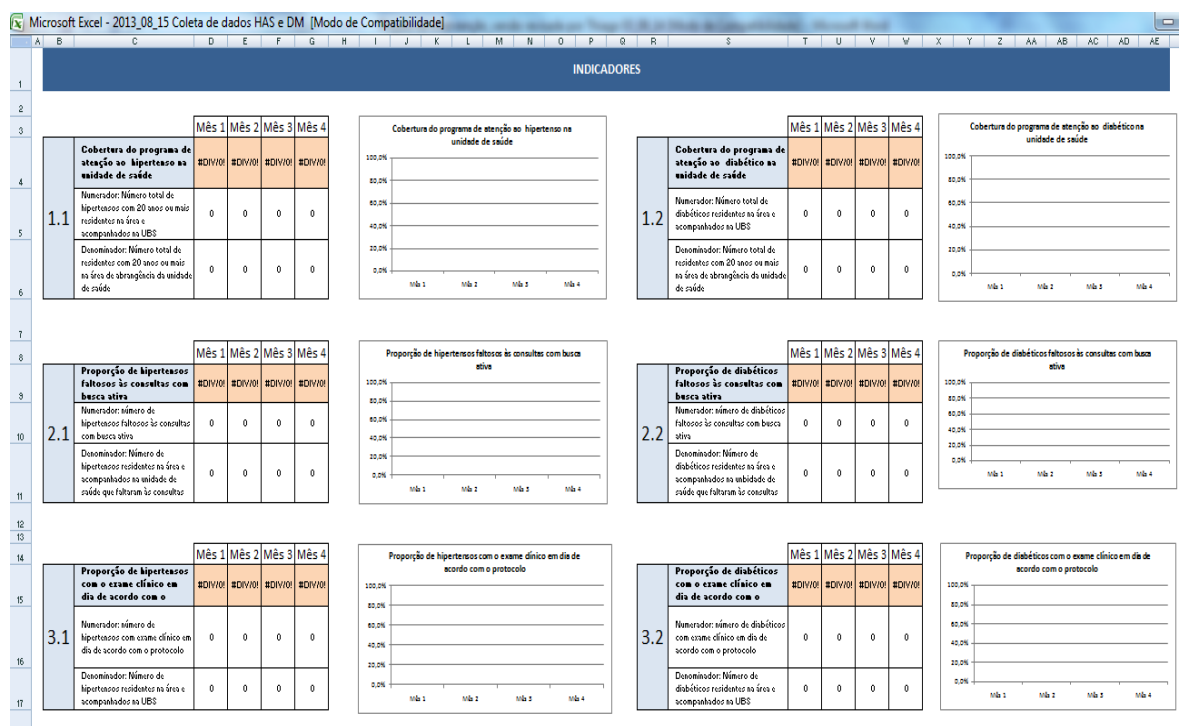 Microsoft Excel - 2013_08_15 Coleta de dados HAS e DM [Modo de Compatibilidade]
A B C D E F G H I J K L M N O P Q R S T U V W X Y Z AA AB AC AD AE
1
INDICADORES
2
3
Mês 1 Mês 2 Mês 3 Mês 4
4
Cobertura do programa de
atenção ao hipertenso na
unidade de saúde
#DIV/0! #DIV/0! #DIV/0! #DIV/0!
1.1
5
Numerador: Número total de
hipertensos com 20 anos ou mais
residentes na área e
acompanhados na UBS
0 0 0 0
6
Denominador: Número total de
residentes com 20 anos ou mais
na área de abrangência da unidade
de saúde
0 0 0 0
Cobertura do programa de atenção ao hipertenso na
unidade de saúde
100,0%
80,0%
60,0%
40,0%
20,0%
0,0%
Mês 1 Mês 2 Mês 3 Mês 4
Mês 1 Mês 2 Mês 3 Mês 4
Cobertura do programa de
atenção ao diabético na
unidade de saúde
#DIV/0! #DIV/0! #DIV/0! #DIV/0!
1.2
Numerador: Número total de
diabéticos residentes na área e
acompanhados na UBS
0 0 0 0
Denominador: Número total de
residentes com 20 anos ou mais
na área de abrangência da unidade
de saúde
0 0 0 0
Cobertura do programa de atenção ao diabético na
unidade de saúde
100,0%
80,0%
60,0%
40,0%
20,0%
0,0%
Mês 1 Mês 2 Mês 3 Mês 4
7
8
Mês 1 Mês 2 Mês 3 Mês 4
9
Proporção de hipertensos
faltosos às consultas com
busca ativa
#DIV/0! #DIV/0! #DIV/0! #DIV/0!
2.1
10
Numerador: número de
hipertensos faltosos às consultas
com busca ativa
0 0 0 0
11
Denominador: Número de
hipertensos residentes na área e
acompanhados na unidade de
saúde que faltaram às consultas
0 0 0 0
Proporção de hipertensos faltosos às consultas com busca
ativa
100,0%
80,0%
60,0%
40,0%
20,0%
0,0%
Mês 1 Mês 2 Mês 3 Mês 4
Mês 1 Mês 2 Mês 3 Mês 4
Proporção de diabéticos
faltosos às consultas com
busca ativa
#DIV/0! #DIV/0! #DIV/0! #DIV/0!
2.2
Numerador: número de diabéticos
faltosos às consultas com busca
ativa
0 0 0 0
Denominador: Número de
diabéticos residentes na área e
acompanhados na unbidade de
saúde que faltaram às consultas
0 0 0 0
Proporção de diabéticos faltosos às consultas com busca
ativa
100,0%
80,0%
60,0%
40,0%
20,0%
0,0%
Mês 1 Mês 2 Mês 3 Mês 4
12
13
14
Mês 1 Mês 2 Mês 3 Mês 4
15
Proporção de hipertensos
com o exame clínico em
dia de acordo com o
#DIV/0! #DIV/0! #DIV/0! #DIV/0!
3.1
16
Numerador: número de
hipertensos com exame clínico em
dia de acordo com o protocolo
0 0 0 0
17
Denominador: Número de
hipertensos residentes na área e
acompanhados na UBS
0 0 0 0
Proporção de hipertensos com o exame clínico em dia de
acordo com o protocolo
100,0%
80,0%
60,0%
40,0%
20,0%
0,0%
Mês 1 Mês 2 Mês 3 Mês 4
Mês 1 Mês 2 Mês 3 Mês 4
Proporção de diabéticos
com o exame clínico em
dia de acordo com o
#DIV/0! #DIV/0! #DIV/0! #DIV/0!
3.2
Numerador: número de diabéticos
com exame clínico em dia de
acordo com o protocolo
0 0 0 0
Denominador: Número de
diabéticos residentes na área e
acompanhados na UBS
0 0 0 0
Proporção de diabéticos com o exame clínico em dia de
acordo com o protocolo
100,0%
80,0%
60,0%
40,0%
20,0%
0,0%
Mês 1 Mês 2 Mês 3 Mês 4